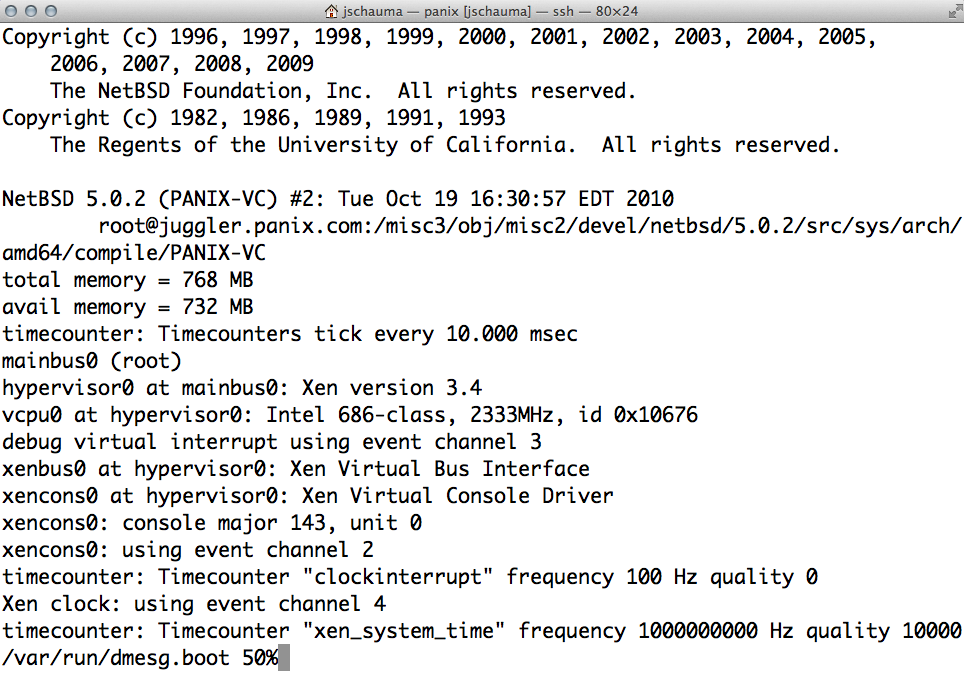 jschauma — panix [jschauma] — ssh — 80×24
Copyright (c) 1996, 1997, 1998, 1999, 2000, 2001, 2002, 2003, 2004, 2005,
    2006, 2007, 2008, 2009
    The NetBSD Foundation, Inc.  All rights reserved.
Copyright (c) 1982, 1986, 1989, 1991, 1993
    The Regents of the University of California.  All rights reserved.

NetBSD 5.0.2 (PANIX-VC) #2: Tue Oct 19 16:30:57 EDT 2010
        root@juggler.panix.com:/misc3/obj/misc2/devel/netbsd/5.0.2/src/sys/arch/
amd64/compile/PANIX-VC
total memory = 768 MB
avail memory = 732 MB
timecounter: Timecounters tick every 10.000 msec
mainbus0 (root)
hypervisor0 at mainbus0: Xen version 3.4
vcpu0 at hypervisor0: Intel 686-class, 2333MHz, id 0x10676
debug virtual interrupt using event channel 3
xenbus0 at hypervisor0: Xen Virtual Bus Interface
xencons0 at hypervisor0: Xen Virtual Console Driver
xencons0: console major 143, unit 0
xencons0: using event channel 2
timecounter: Timecounter "clockinterrupt" frequency 100 Hz quality 0
Xen clock: using event channel 4
timecounter: Timecounter "xen_system_time" frequency 1000000000 Hz quality 10000
/var/run/dmesg.boot 50%